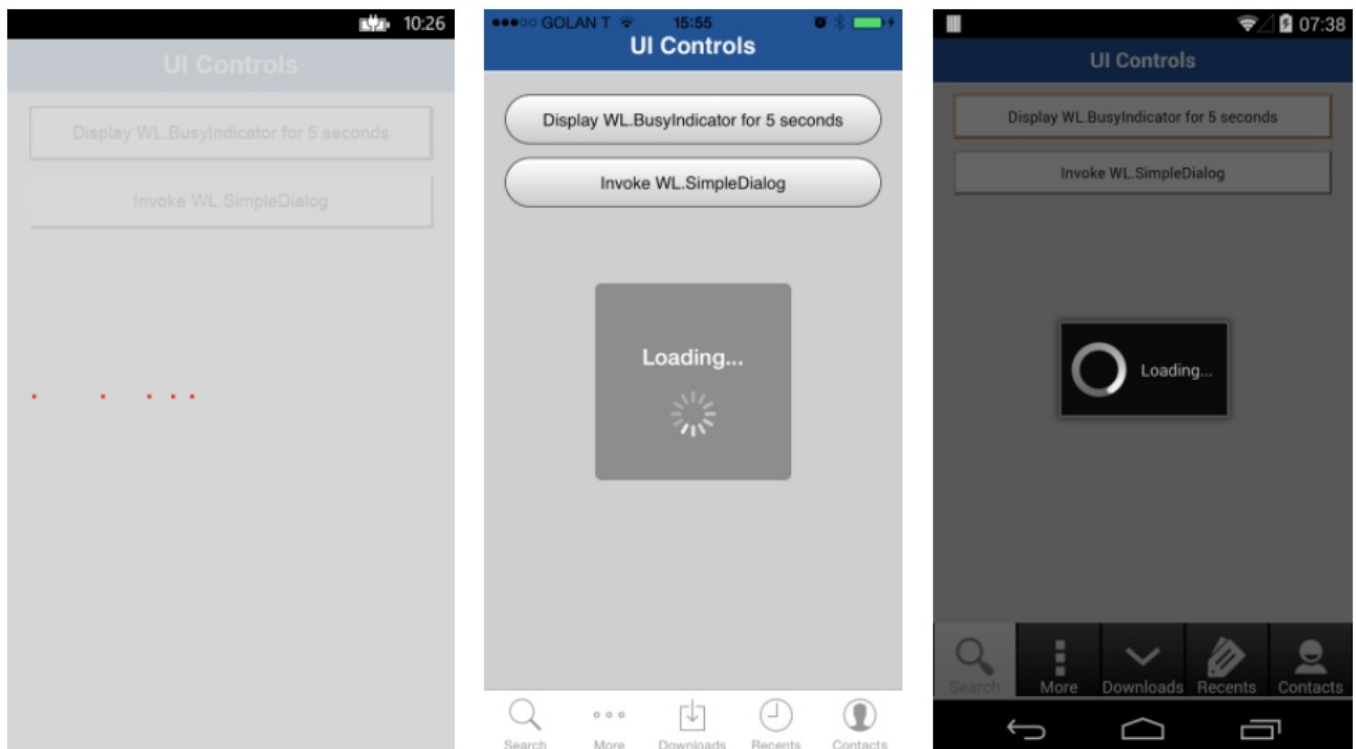 10:26
UI Controls
Display WL.BusyIndicator for 5 seconds
Invoke WL.SimpleDialog
GOLAN T 15:55
UI Controls
Display WL.BusyIndicator for 5 seconds
Invoke WL.SimpleDialog
Loading...
Search More Downloads Recents Contacts
07:38
UI Controls
Display WL.BusyIndicator for 5 seconds
Invoke WL.SimpleDialog
Loading...
Search More Downloads Recents Contacts